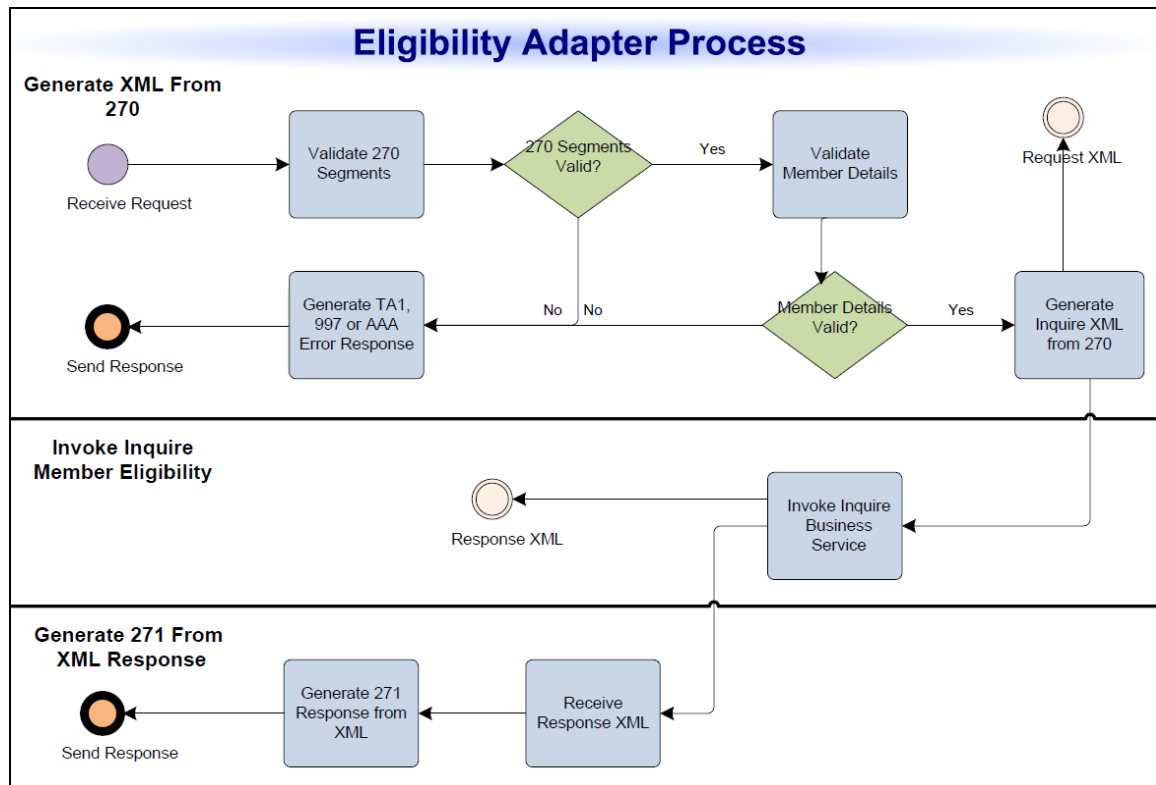 Eligibility Adapter Process
Generate XML From
270
Receive Request
Validate 270
Segments
270 Segments
Valid?
Yes
Validate
Member Details
Request XML
Send Response
Generate TA1,
997 or AAA
Error Response
No
No
Member Details
Valid?
Yes
Generate
Inquire XML
from 270
Invoke Inquire
Member Eligibility
Response XML
Invoke Inquire
Business
Service
Generate 271 From
XML Response
Send Response
Generate 271
Response from
XML
Receive
Response XML